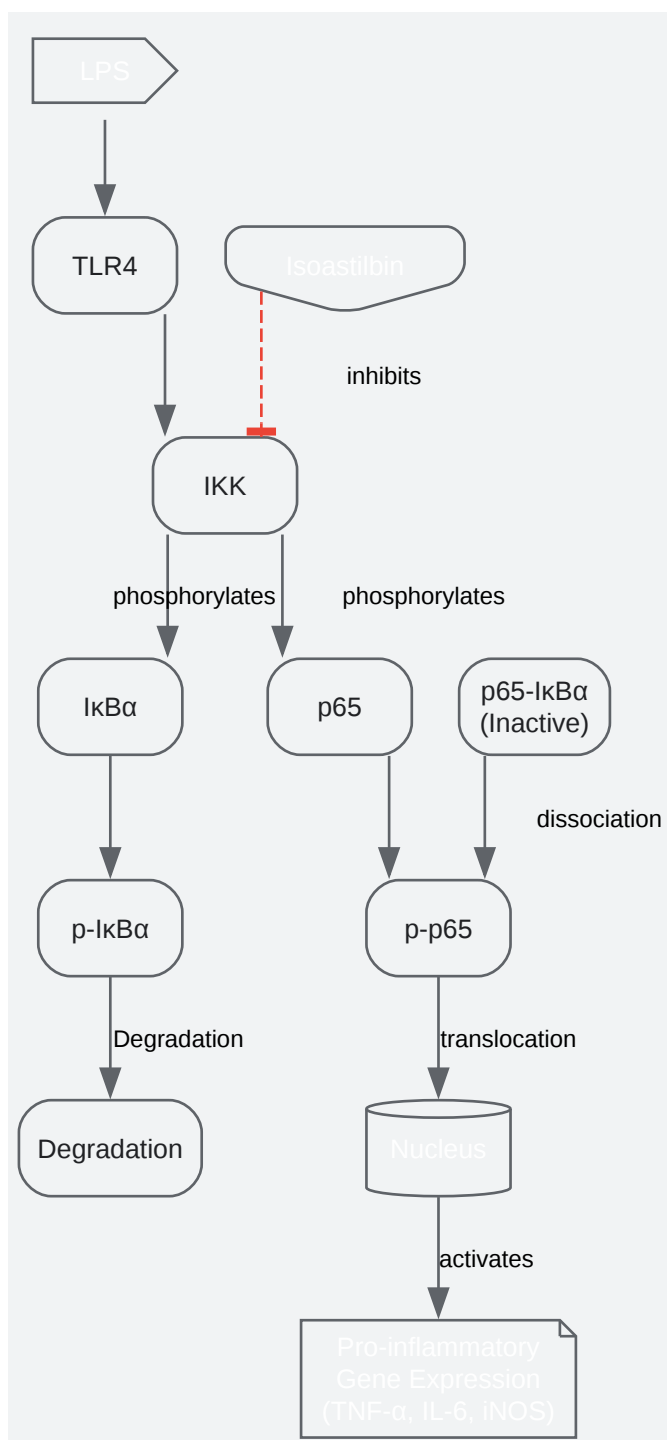 LPS
TLR4
Isoastilbin
inhibits
IKK
phosphorylates
phosphorylates
IκBα
p65
p65-IκBα
(Inactive)
dissociation
p-IκBα
p-p65
Degradation
translocation
Degradation
Nucleus
activates
Pro-inflammatory
Gene Expression
(TNF-α, IL-6, iNOS)